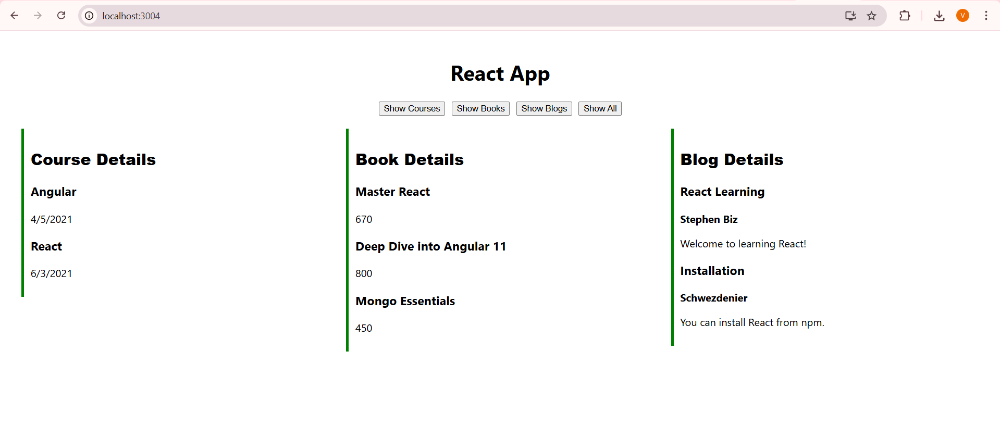 localhost:3004
V
React App
Show Courses Show Books Show Blogs Show All
Course Details
Angular
4/5/2021
React
6/3/2021
Book Details
Master React
670
Deep Dive into Angular 11
800
Mongo Essentials
450
Blog Details
React Learning
Stephen Biz
Welcome to learning React!
Installation
Schwezdenier
You can install React from npm.